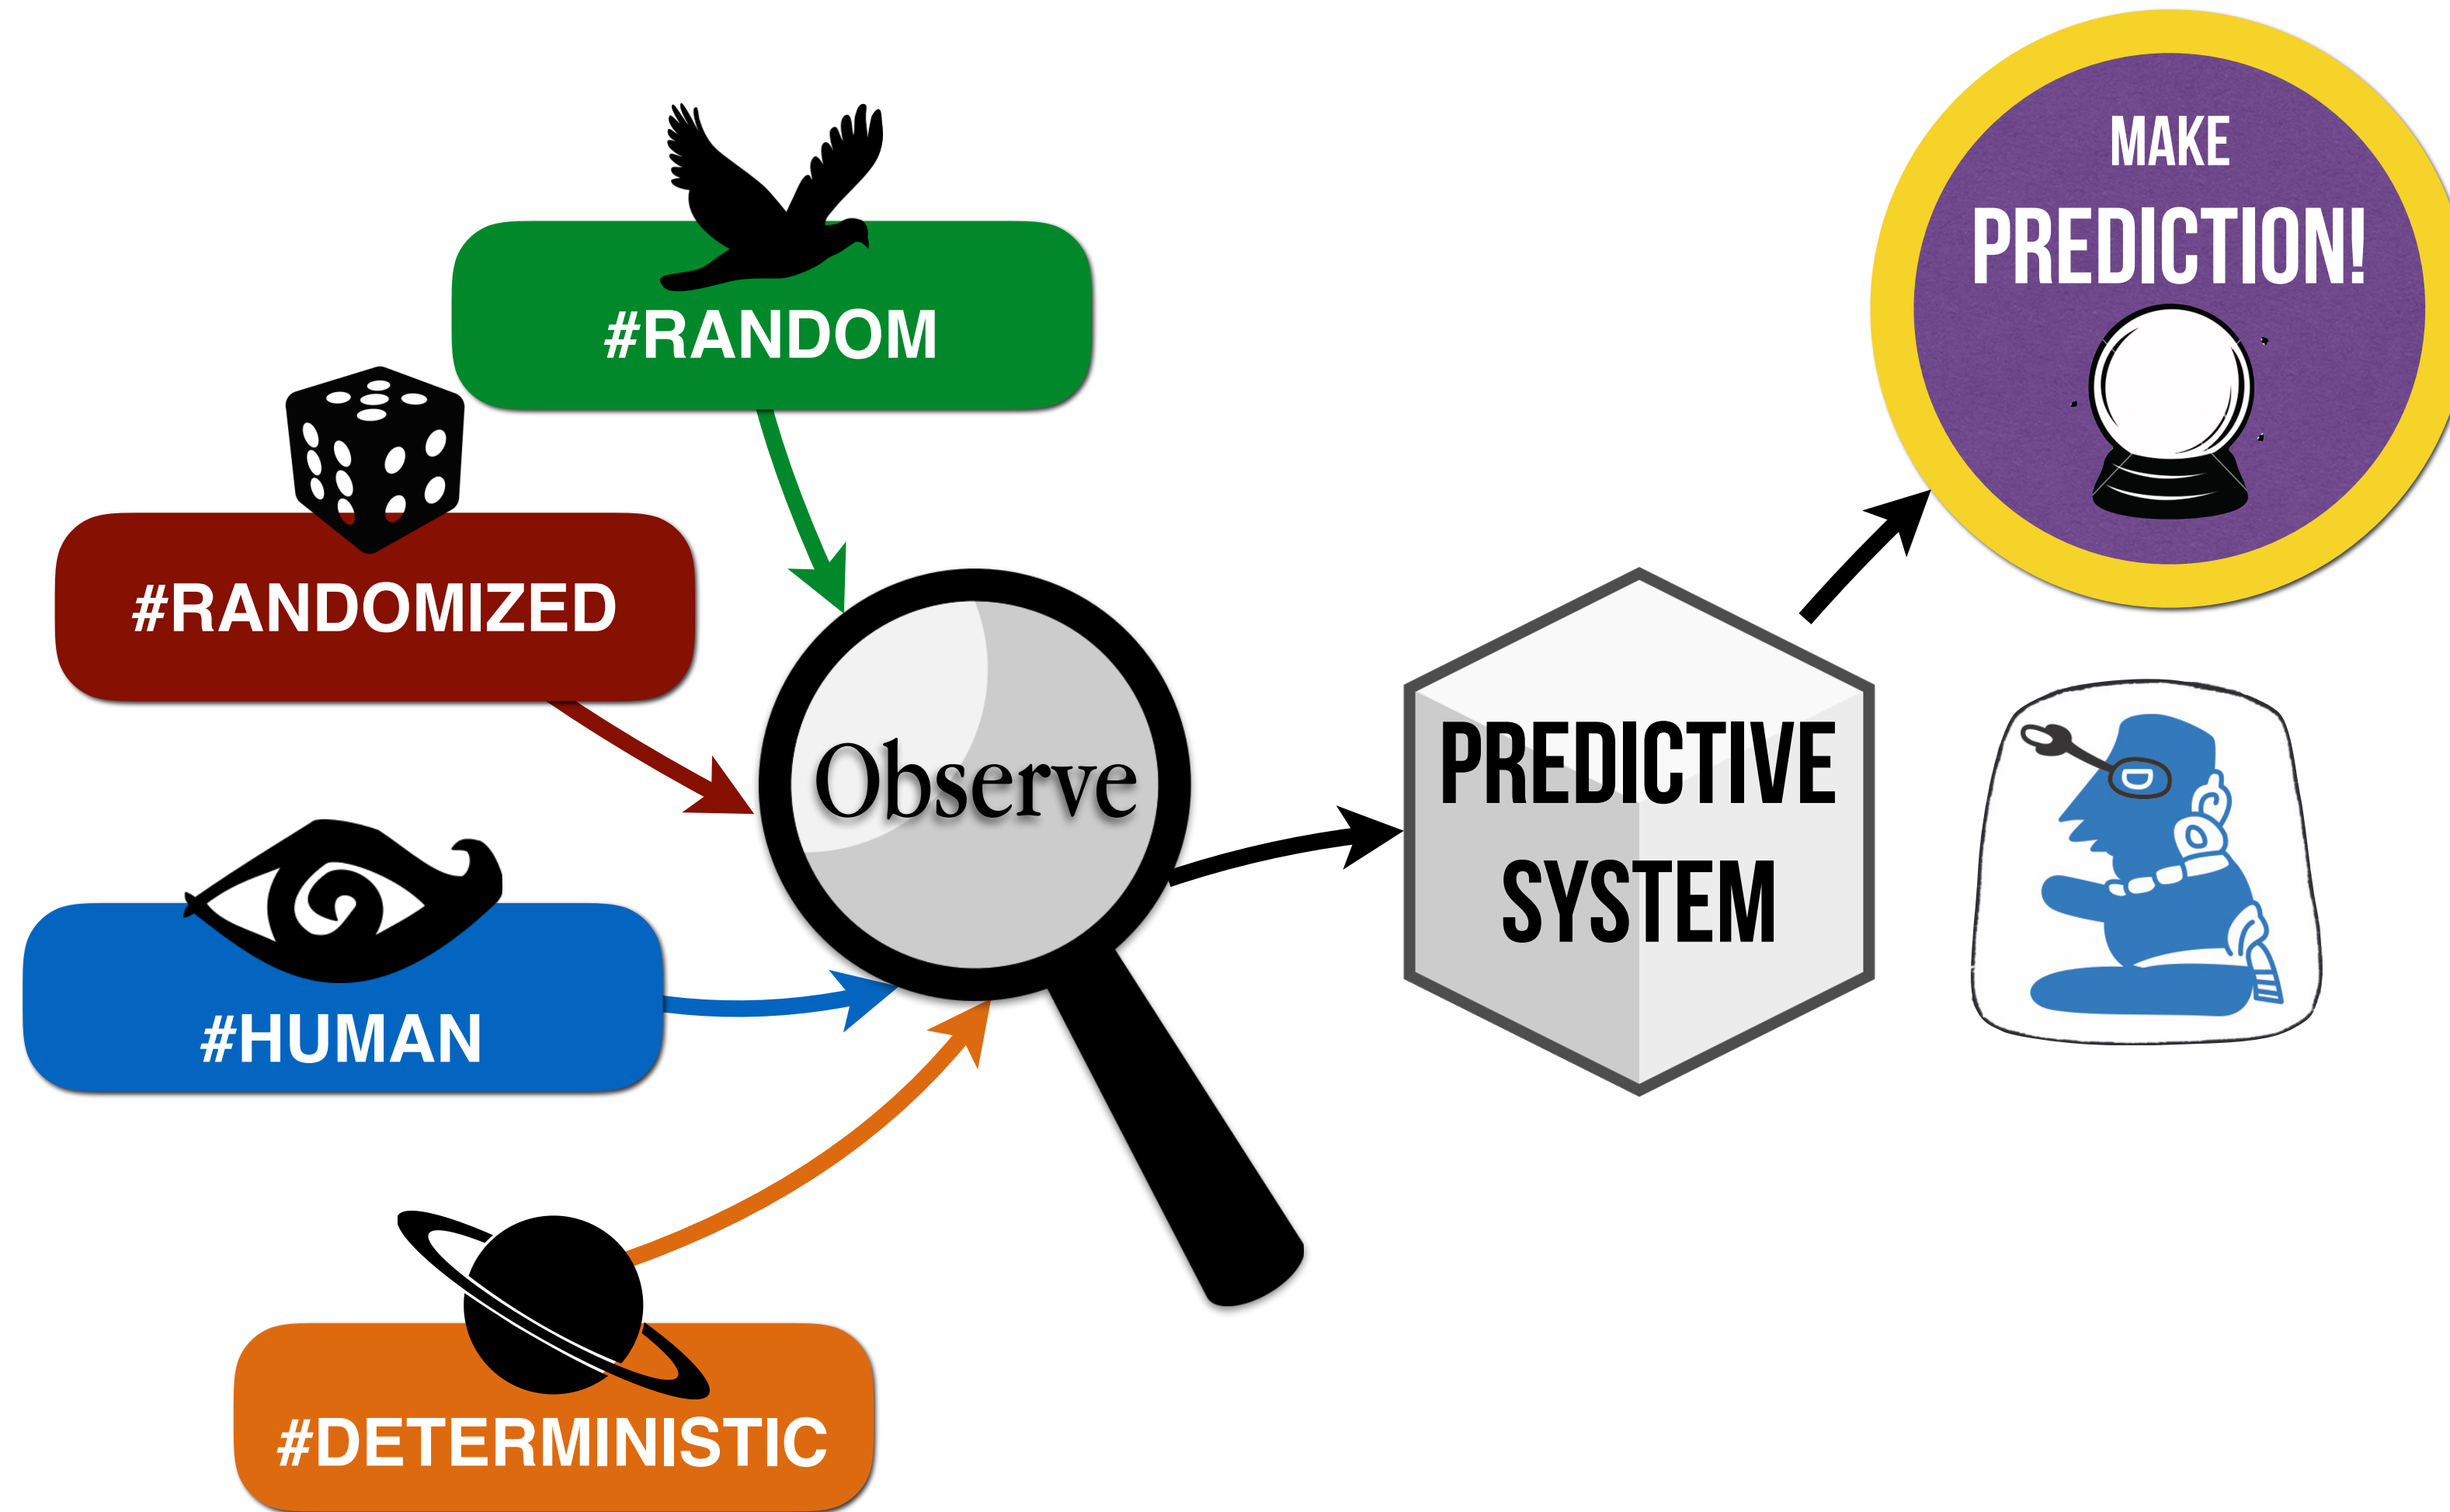 #RANDOM
#RANDOMIZED
#HUMAN
#DETERMINISTIC
Observe
PREDICTIVE
SYSTEM
MAKE
PREDICTION!